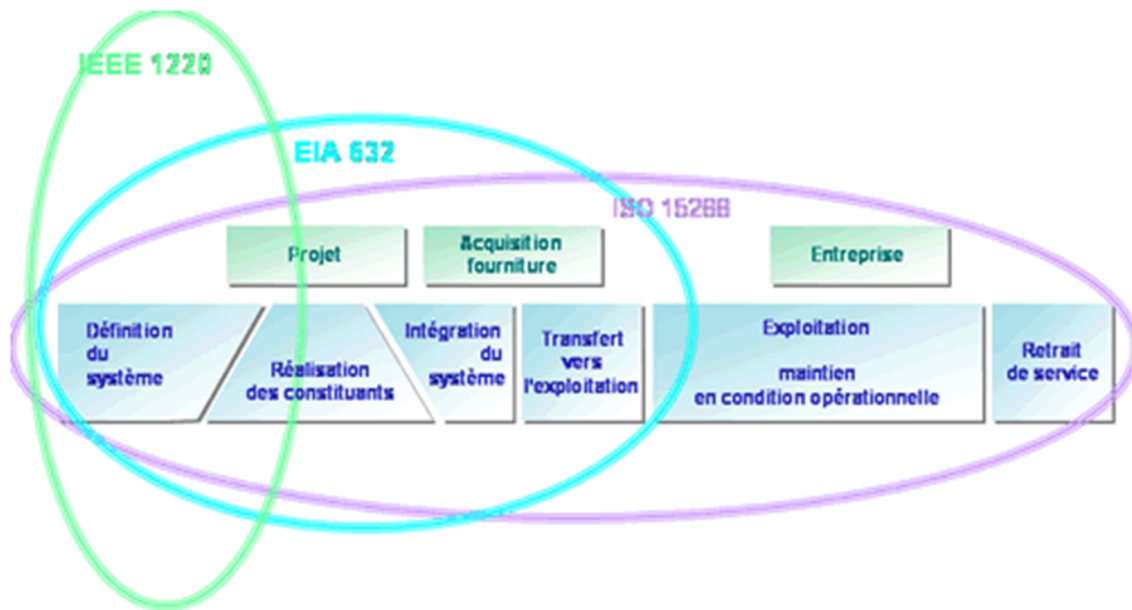 IEEE 1220
EIA 632
ISO 15288
Projet
Acquisition
fourniture
Entreprise
Définition
du
système
Réalisation
des constituants
Intégration
du
système
Transfert
vers
l'exploitation
Exploitation
maintien
en condition opérationnelle
Retrait
de service